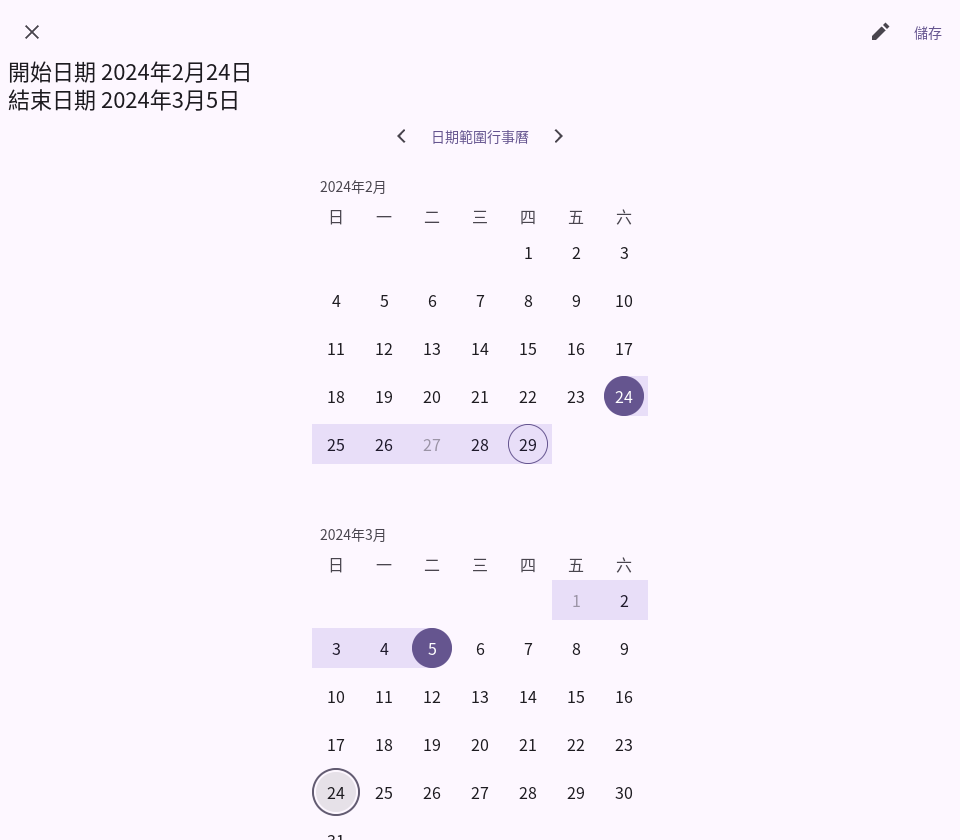 儲存
開始日期 2024年2月24日
結束日期 2024年3月5日
日期範圍行事曆
2024年2月
日 一 二 三 四 五 六
1 2 3
4 5 6 7 8 9 10
11 12 13 14 15 16 17
18 19 20 21 22 23 24
25 26 27 28 29
2024年3月
日 一 二 三 四 五 六
1 2
3 4 5 6 7 8 9
10 11 12 13 14 15 16
17 18 19 20 21 22 23
24 25 26 27 28 29 30
31